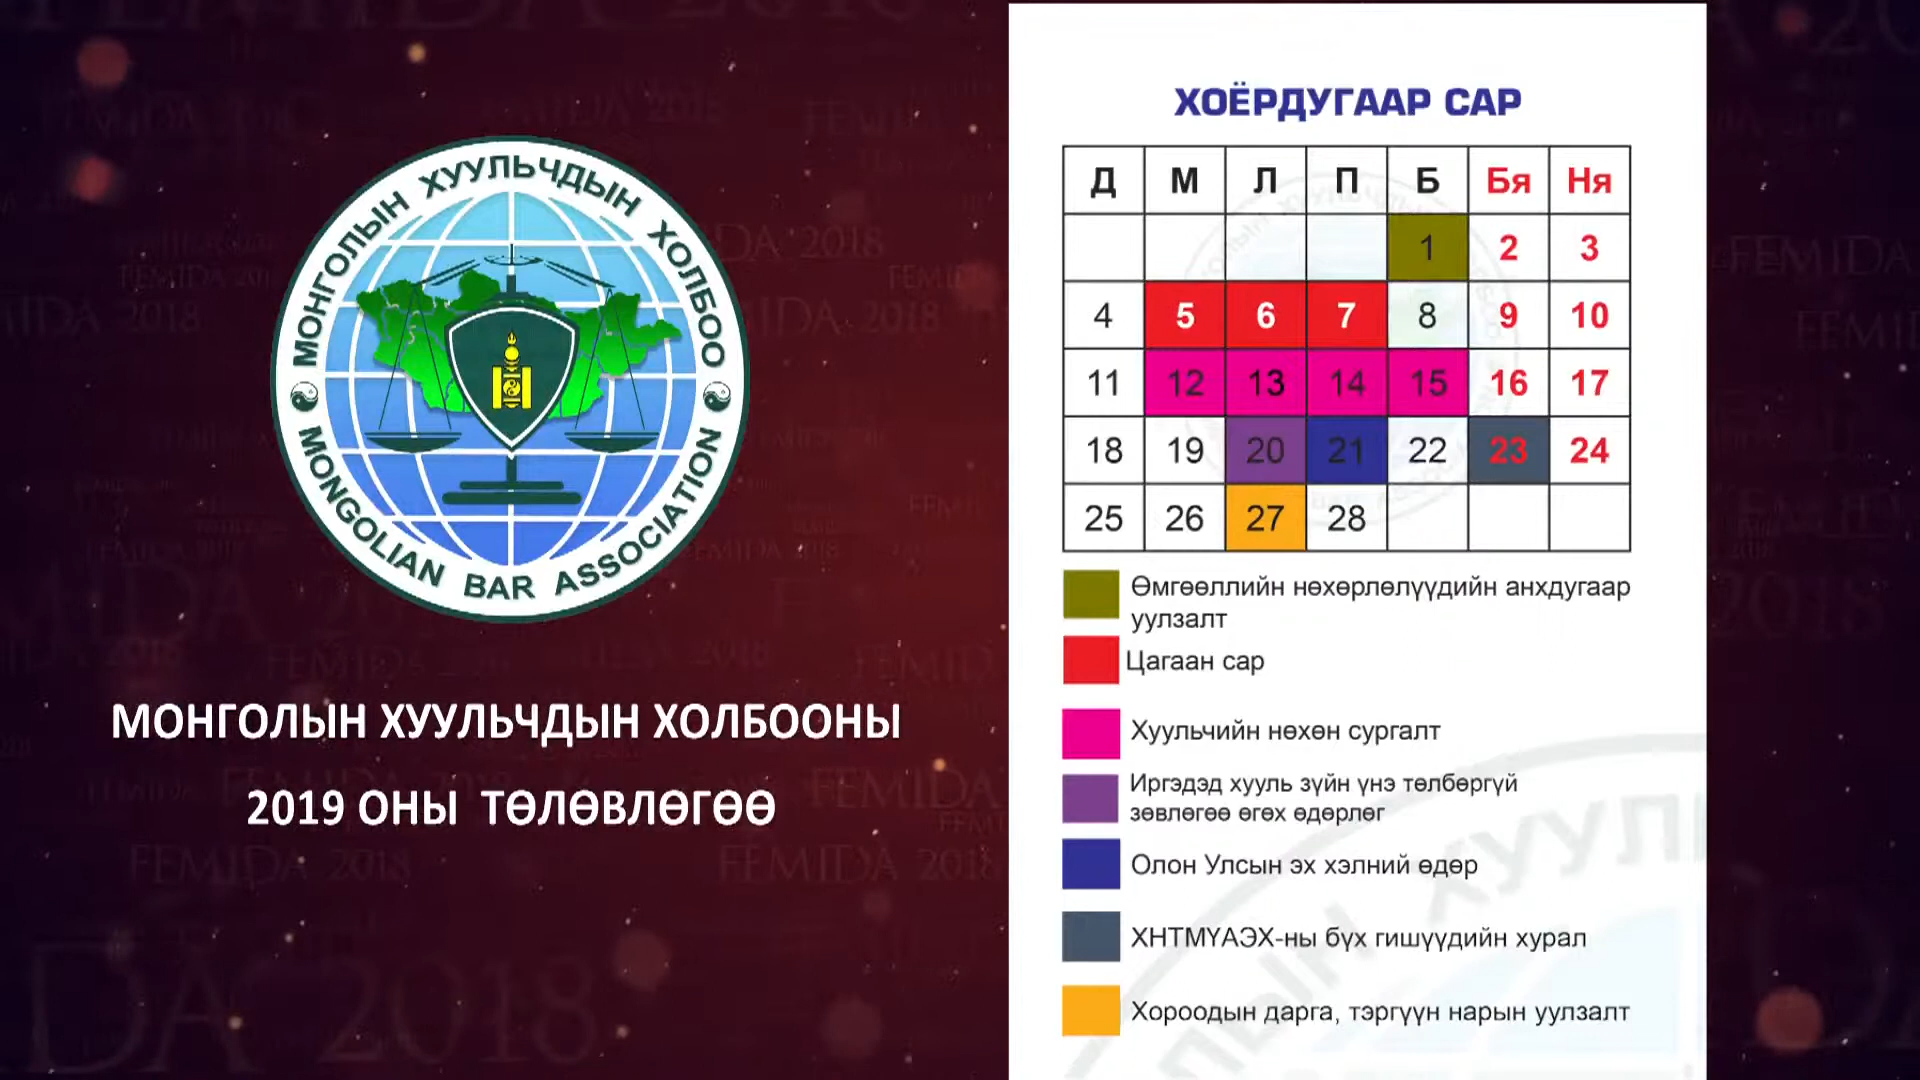 МОНГОЛЫН ХУУЛЬЧДЫН ХОЛБОО
MONGOLIAN BAR ASSOCIATION
МОНГОЛЫН ХУУЛЬЧДЫН ХОЛБООНЫ
2019 ОНЫ ТӨЛӨВЛӨГӨӨ
ХОЁРДУГААР САР
Д М Л П Б Бя Ня
1 2 3
4 5 6 7 8 9 10
11 12 13 14 15 16 17
18 19 20 21 22 23 24
25 26 27 28
Өмгөөллийн нөхөрлөлүүдийн анхдугаар
уулзалт
Цагаан сар
Хуульчийн нөхөн сургалт
Иргэдэд хууль зүйн үнэ төлбөргүй
зөвлөгөө өгөх өдөрлөг
Олон Улсын эх хэлний өдөр
ХНТМҮАЭХ-ны бүх гишүүдийн хурал
Хороодын дарга, тэргүүн нарын уулзалт
FEMIDA 2018